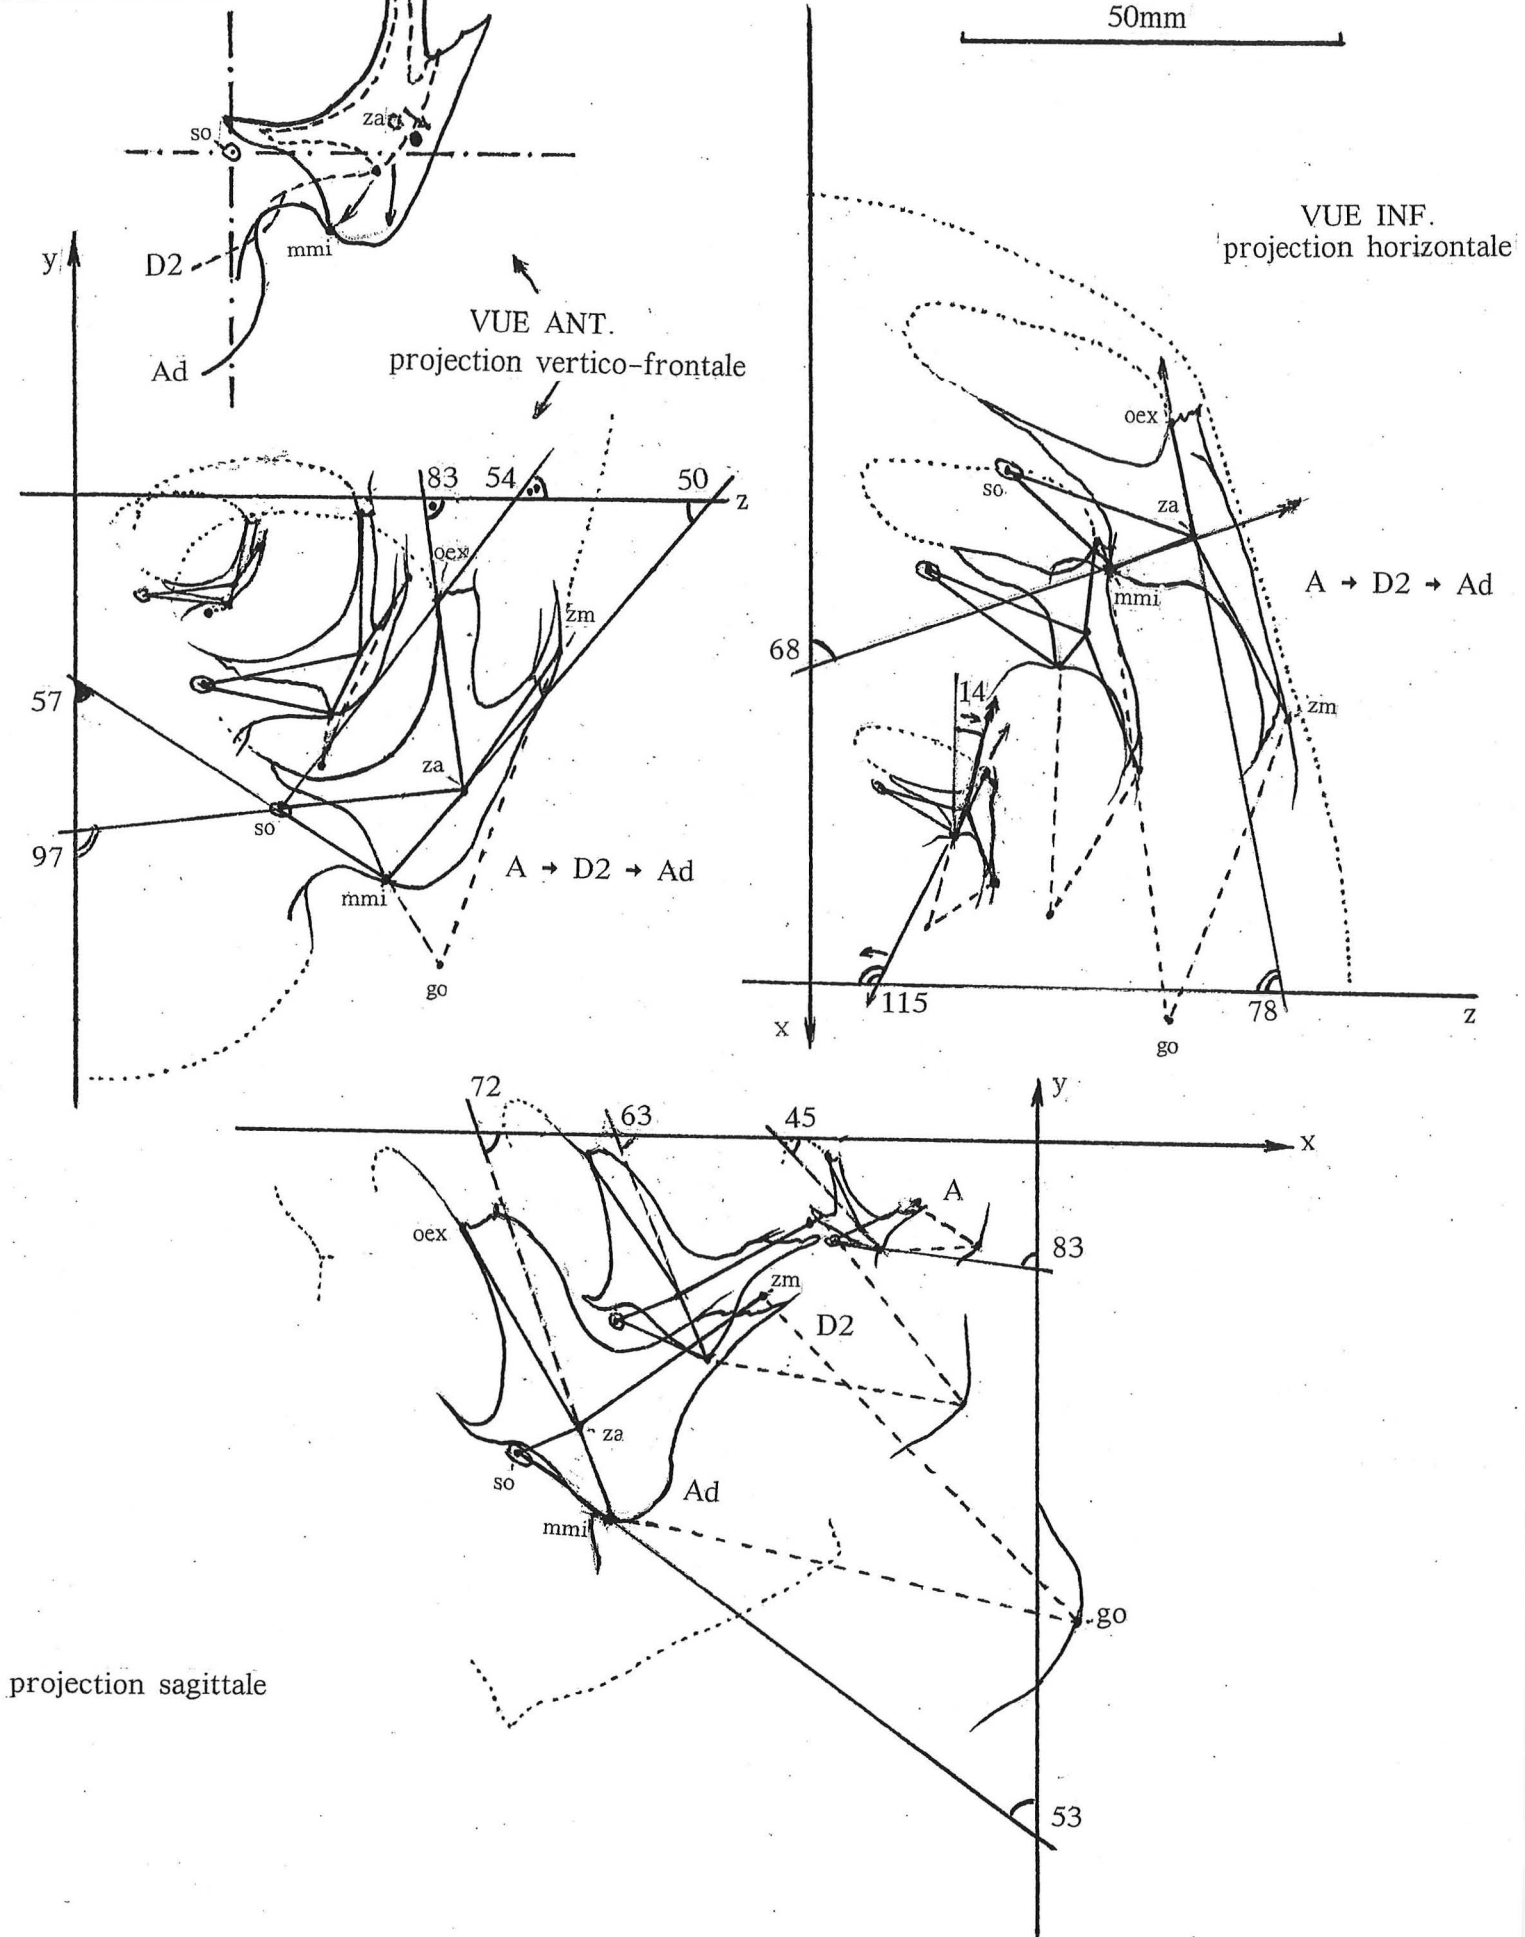 50mm
so
za
mmi
D2
Ad
y
VUE ANT.
projection vertico-frontale
VUE INF.
projection horizontale
83
54
50
z
oex
zm
57
za
so
97
mmi
A → D2 → Ad
go
oex
so
za
mmi
A → D2 → Ad
68
14
zm
115
78
x
z
go
72
63
45
y
x
A
oex
83
zm
D2
za
so
Ad
mmi
go
projection sagittale
53